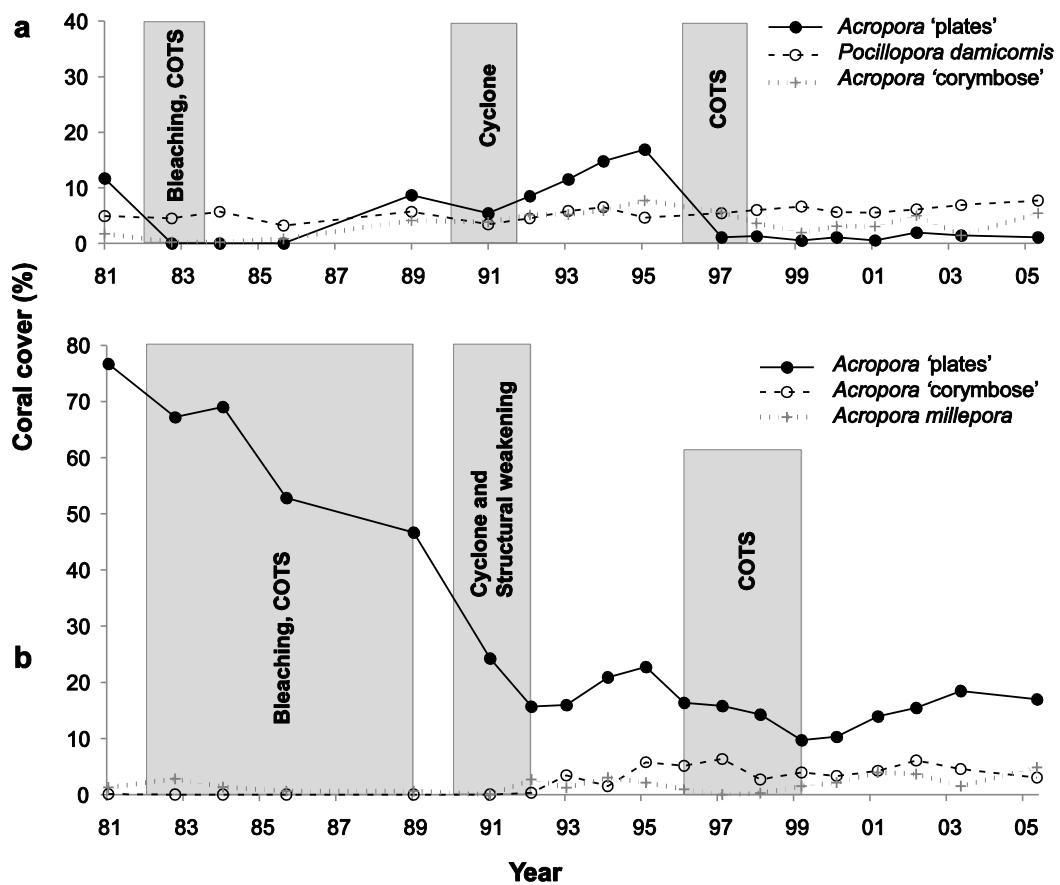 a
40
30
20
10
0
Bleaching, COTS
Cyclone
COTS
Acropora ‘plates’
Pocillopora damicornis
Acropora ‘corymbose’
81 83 85 87 89 91 93 95 97 99 01 03 05
Coral cover (%)
b
80
70
60
50
40
30
20
10
0
Bleaching, COTS
Cyclone and
Structural weakening
COTS
Acropora ‘plates’
Acropora ‘corymbose’
Acropora millepora
81 83 85 87 89 91 93 95 97 99 01 03 05
Year